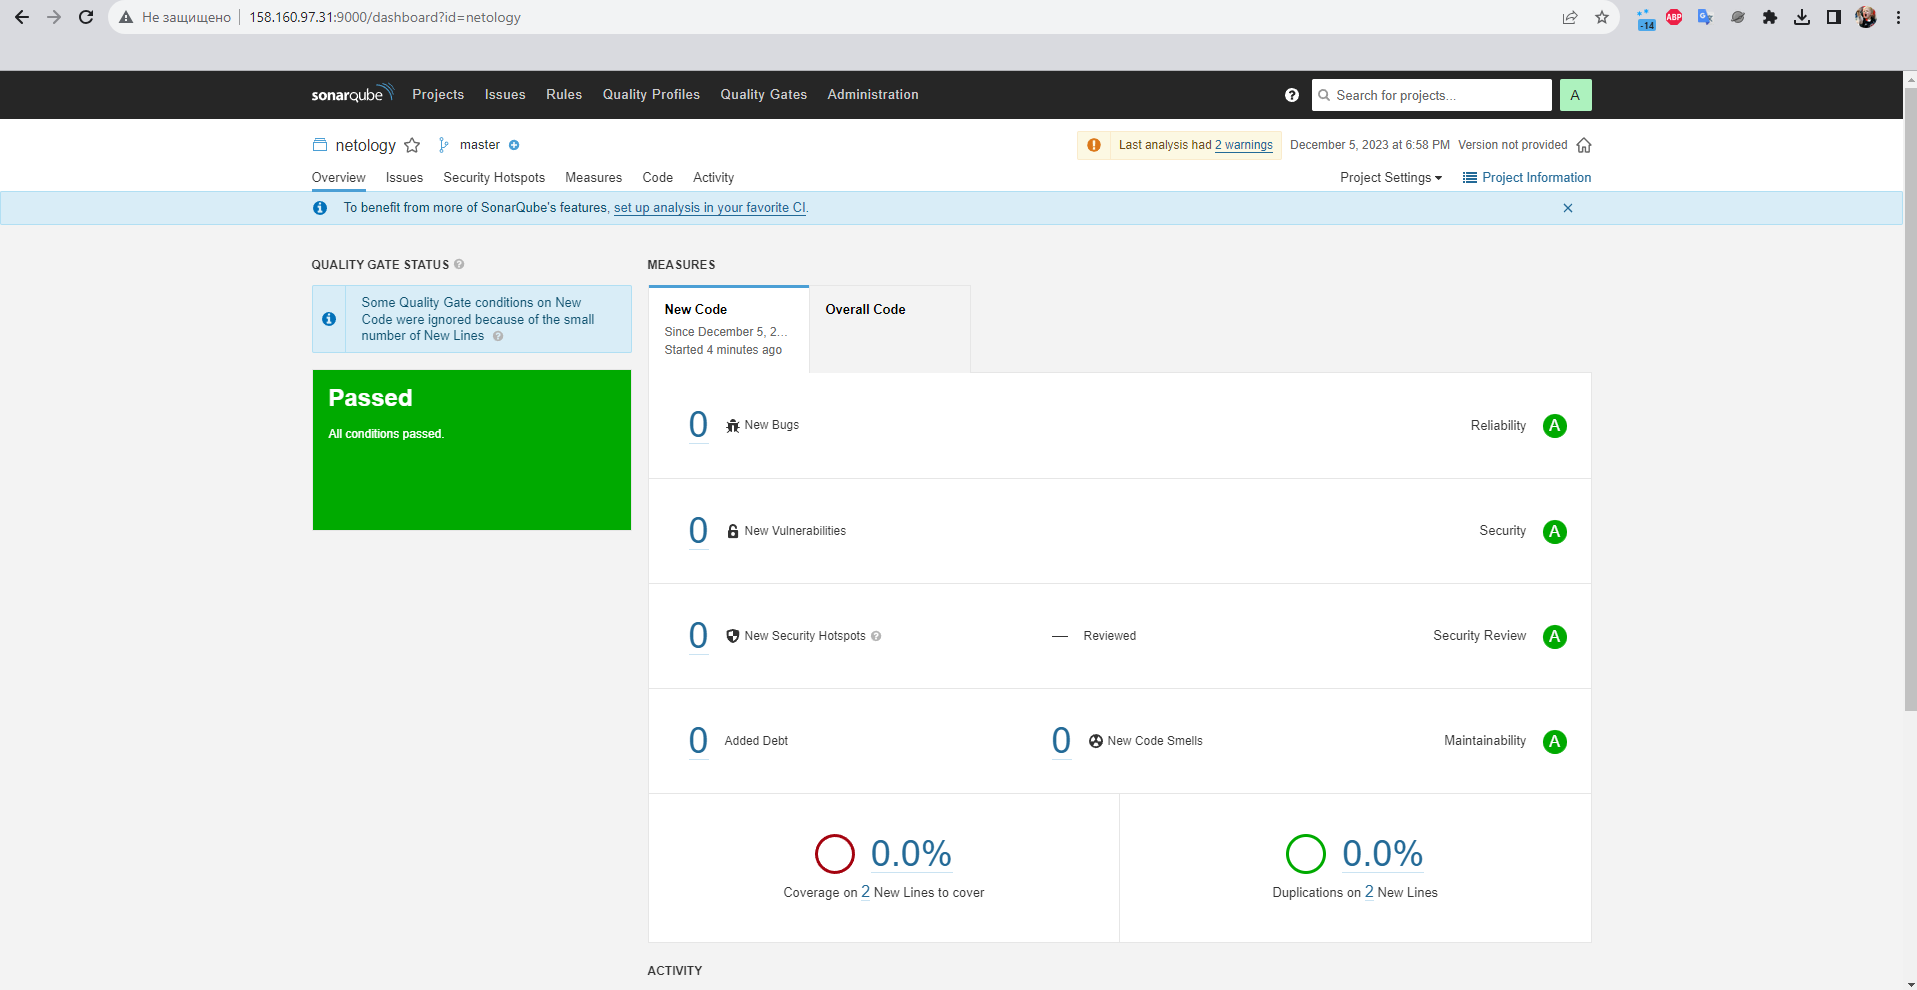 Не защищено 158.160.97.31:9000/dashboard?id=netology
-14 ABP
sonarqube Projects Issues Rules Quality Profiles Quality Gates Administration Search for projects... A
netology master Last analysis had 2 warnings December 5, 2023 at 6:58 PM Version not provided
Overview Issues Security Hotspots Measures Code Activity Project Settings Project Information
To benefit from more of SonarQube's features, set up analysis in your favorite CI.
QUALITY GATE STATUS
Some Quality Gate conditions on New
Code were ignored because of the small
number of New Lines
Passed
All conditions passed.
MEASURES
New Code
Since December 5, 2...
Started 4 minutes ago
Overall Code
0 New Bugs Reliability A
0 New Vulnerabilities Security A
0 New Security Hotspots — Reviewed Security Review A
0 Added Debt 0 New Code Smells Maintainability A
0.0%
Coverage on 2 New Lines to cover
0.0%
Duplications on 2 New Lines
ACTIVITY